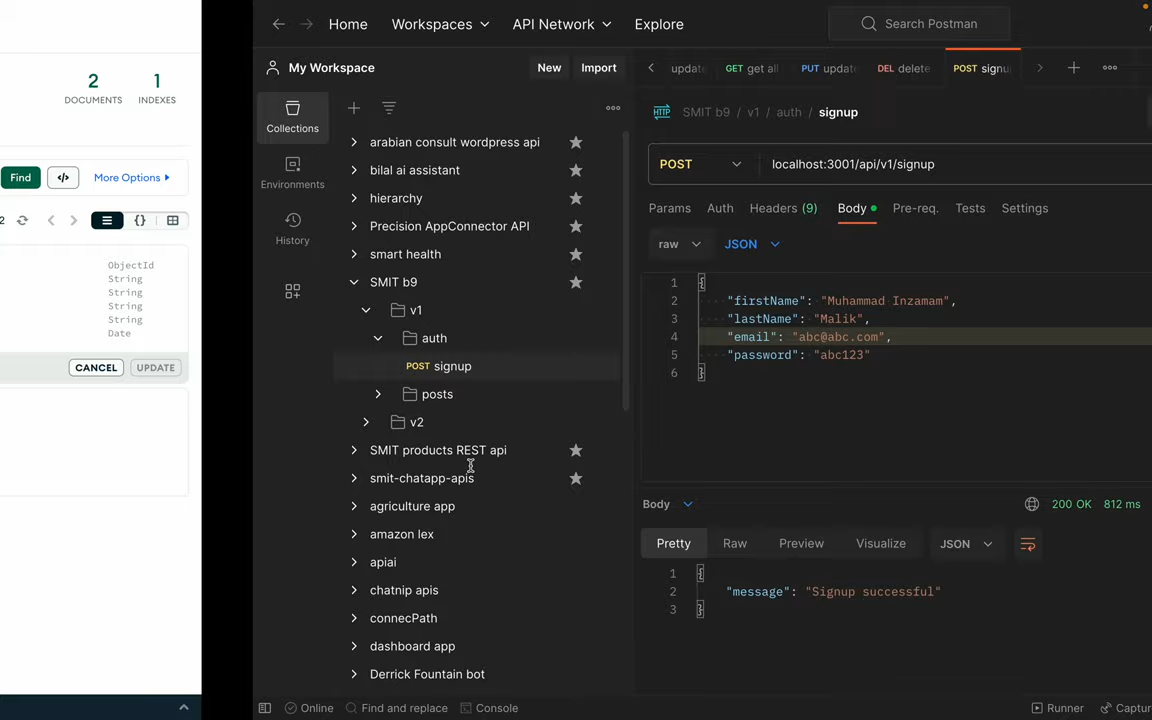 Home
Workspaces
API Network
Explore
Search Postman
2
DOCUMENTS
1
INDEXES
Find
</>
More Options
2
{}
ObjectId
String
String
String
String
Date
CANCEL
UPDATE
My Workspace
New
Import
Collections
Environments
History
arabian consult wordpress api
bilal ai assistant
hierarchy
Precision AppConnector API
smart health
SMIT b9
v1
auth
POST signup
posts
v2
SMIT products REST api
smit-chatapp-apis
agriculture app
amazon lex
apiai
chatnip apis
connecPath
dashboard app
Derrick Fountain bot
update
GET get all
PUT update
DEL delete
POST signu
HTTP SMIT b9 / v1 / auth / signup
POST
localhost:3001/api/v1/signup
Params
Auth
Headers (9)
Body
Pre-req.
Tests
Settings
raw
JSON
1 {
2 "firstName": "Muhammad Inzamam",
3 "lastName": "Malik",
4 "email": "abc@abc.com",
5 "password": "abc123"
6 }
Body
200 OK
812 ms
Pretty
Raw
Preview
Visualize
JSON
1 {
2 "message": "Signup successful"
3 }
Online
Find and replace
Console
Runner
Captur